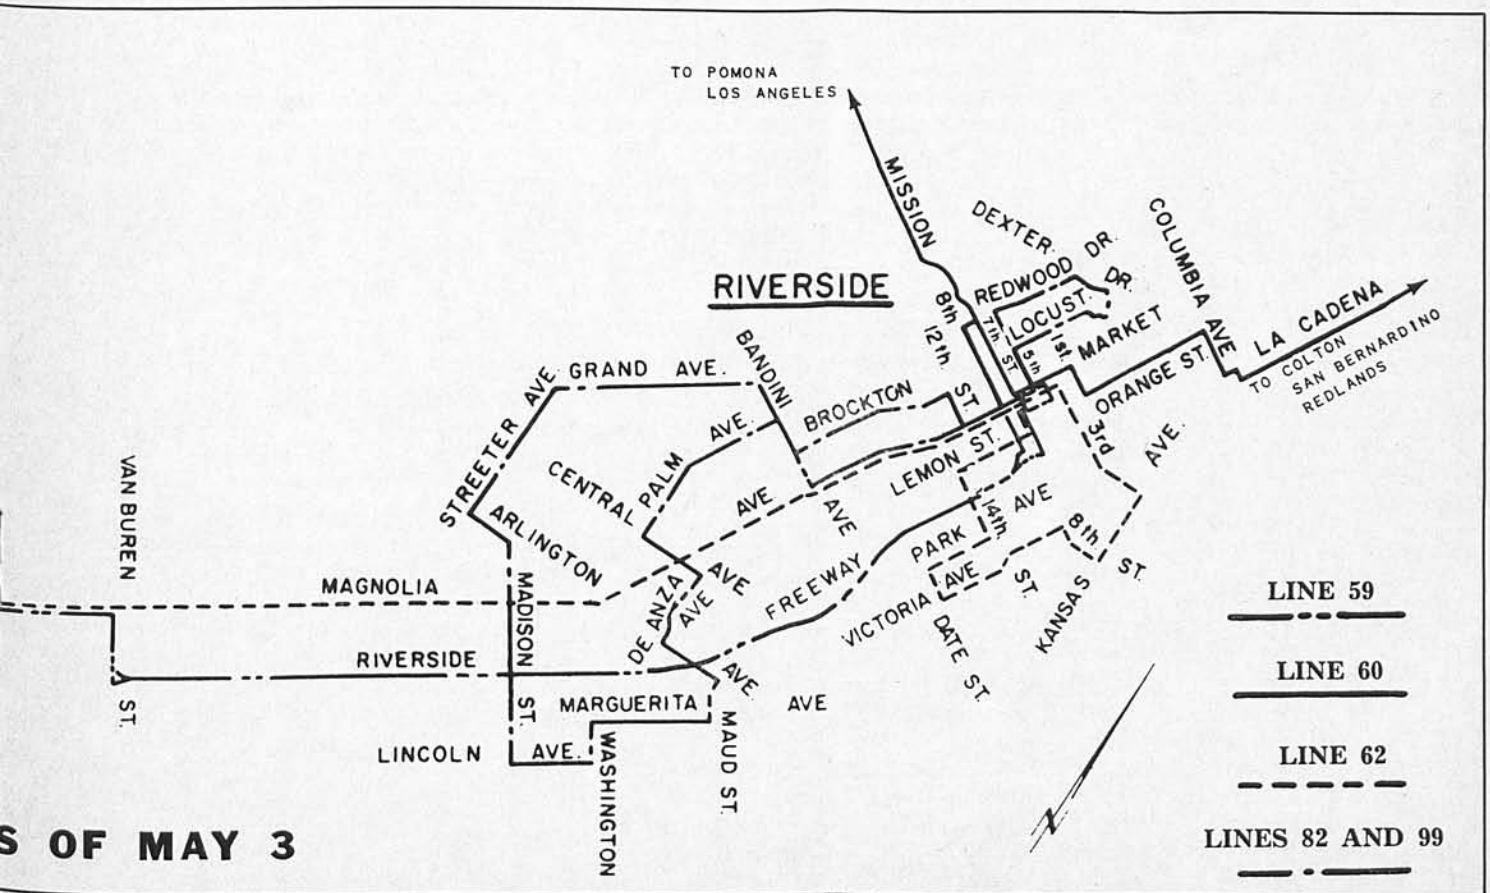 TO POMONA
LOS ANGELES
MISSION
DEXTER
DR.
COLUMBIA AVE
RIVERSIDE
REDWOOD DR.
8th
12th
ST.
7th ST.
LOCUST.
5th
1st.
MARKET
LA CADENA
TO COLTON
SAN BERNARDINO
REDLANDS
ORANGE ST.
BANDINI
AVE
GRAND AVE.
STREETER AVE.
BROCKTON
PALM AVE.
CENTRAL
AVE
LEMON ST.
3rd
AVE.
VAN BUREN
ST.
ARLINGTON
AVE
14th
ST
PARK AVE
8th
ST.
MAGNOLIA
AVE
FREEWAY
VICTORIA
AVE
DATE ST.
KANSAS
MADISON ST.
DE ANZA
AVE
RIVERSIDE
AVE
MARGUERITA
AVE
LINCOLN AVE.
WASHINGTON
MAUD ST.
LINE 59
LINE 60
LINE 62
LINES 82 AND 99
N
S OF MAY 3